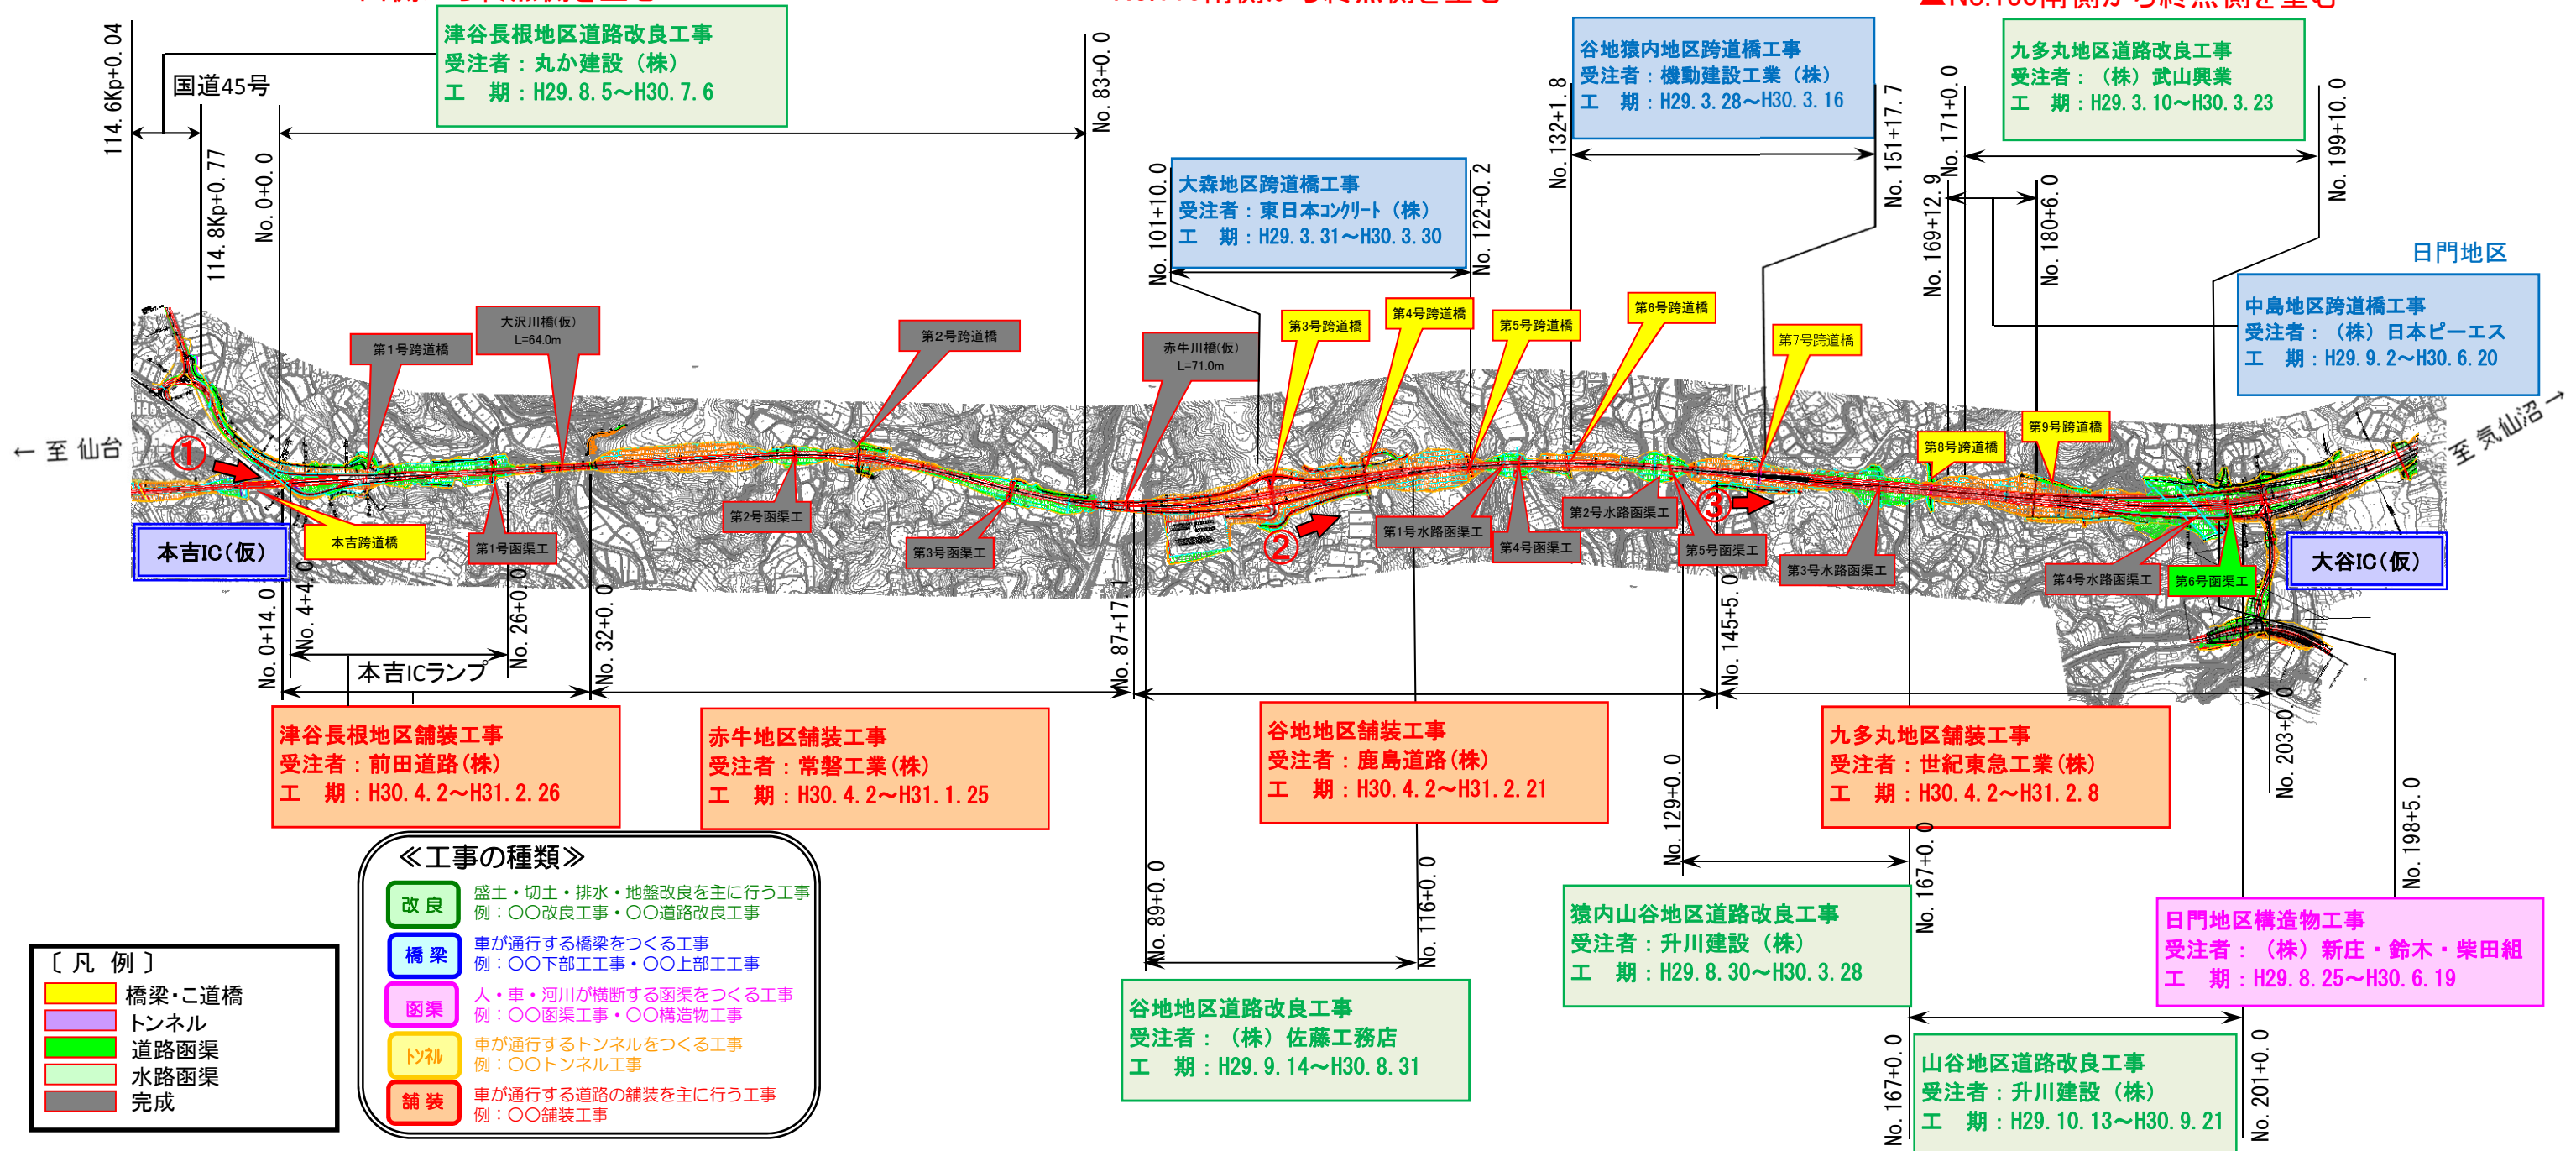 No.100南側から終点側を望む
津谷長根地区道路改良工事
受注者：丸か建設（株）
工　期：H29.8.5～H30.7.6
国道45号
114.6Kp+0.04
114.8Kp+0.77
No.0+0.0
No.83+0.0
谷地猿内地区跨道橋工事
受注者：機動建設工業（株）
工　期：H29.3.28～H30.3.16
No.132+1.8
No.151+17.7
九多丸地区道路改良工事
受注者：（株）武山興業
工　期：H29.3.10～H30.3.23
No.171+0.0
No.199+10.0
大森地区跨道橋工事
受注者：東日本コンクリート（株）
工　期：H29.3.31～H30.3.30
No.101+10.0
No.122+0.2
No.169+12.9
No.180+6.0
日門地区
中島地区跨道橋工事
受注者：（株）日本ピーエス
工　期：H29.9.2～H30.6.20
第1号跨道橋
大沢川橋(仮)
L=64.0m
第2号跨道橋
赤牛川橋(仮)
L=71.0m
第3号跨道橋
第4号跨道橋
第5号跨道橋
第6号跨道橋
第7号跨道橋
第8号跨道橋
第9号跨道橋
← 至 仙台
至 気仙沼 →
①
②
③
本吉IC(仮)
本吉跨道橋
第1号函渠工
第2号函渠工
第3号函渠工
第1号水路函渠工
第4号函渠工
第2号水路函渠工
第5号函渠工
第3号水路函渠工
第4号水路函渠工
第6号函渠工
大谷IC(仮)
No.0+14.0
No.4+4.0
No.26+0.0
No.32+0.0
No.87+17.1
No.145+5.0
No.203+0.0
本吉ICランプ
津谷長根地区舗装工事
受注者：前田道路(株)
工　期：H30.4.2～H31.2.26
赤牛地区舗装工事
受注者：常磐工業(株)
工　期：H30.4.2～H31.1.25
谷地地区舗装工事
受注者：鹿島道路(株)
工　期：H30.4.2～H31.2.21
九多丸地区舗装工事
受注者：世紀東急工業(株)
工　期：H30.4.2～H31.2.8
No.89+0.0
No.116+0.0
No.129+0.0
No.167+0.0
No.198+5.0
谷地地区道路改良工事
受注者：（株）佐藤工務店
工　期：H29.9.14～H30.8.31
猿内山谷地区道路改良工事
受注者：升川建設（株）
工　期：H29.8.30～H30.3.28
日門地区構造物工事
受注者：（株）新庄・鈴木・柴田組
工　期：H29.8.25～H30.6.19
No.167+0.0
No.201+0.0
山谷地区道路改良工事
受注者：升川建設（株）
工　期：H29.10.13～H30.9.21
〔 凡 例 〕
橋梁・こ道橋
トンネル
道路函渠
水路函渠
完成
≪工事の種類≫
改良
盛土・切土・排水・地盤改良を主に行う工事
例：〇〇改良工事・〇〇道路改良工事
橋梁
車が通行する橋梁をつくる工事
例：〇〇下部工工事・〇〇上部工工事
函渠
人・車・河川が横断する函渠をつくる工事
例：〇〇函渠工事・〇〇構造物工事
トンネル
車が通行するトンネルをつくる工事
例：〇〇トンネル工事
舗装
車が通行する道路の舗装を主に行う工事
例：〇〇舗装工事